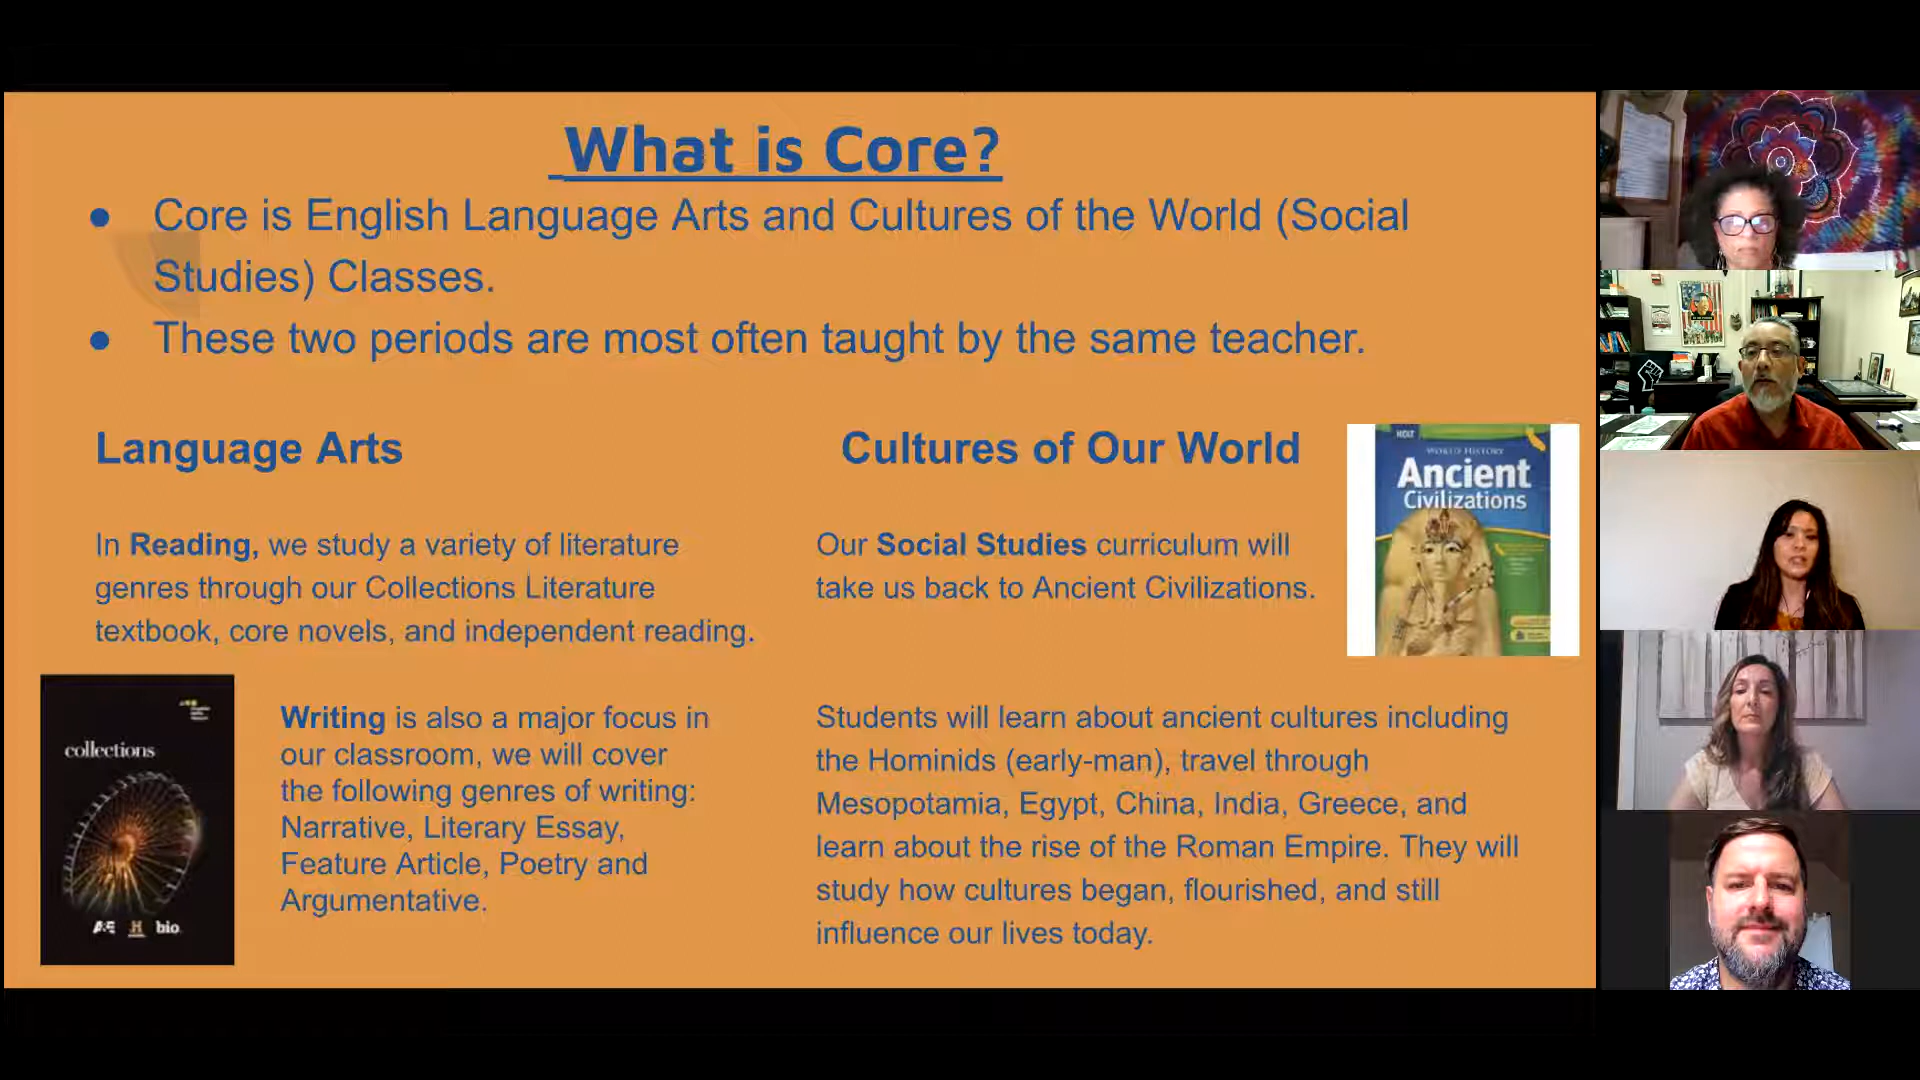 What is Core?
● Core is English Language Arts and Cultures of the World (Social
Studies) Classes.
● These two periods are most often taught by the same teacher.
Language Arts
In Reading, we study a variety of literature
genres through our Collections Literature
textbook, core novels, and independent reading.
collections
A&E H bio
Writing is also a major focus in
our classroom, we will cover
the following genres of writing:
Narrative, Literary Essay,
Feature Article, Poetry and
Argumentative.
Cultures of Our World
Our Social Studies curriculum will
take us back to Ancient Civilizations.
HOLT
WORLD HISTORY
Ancient
Civilizations
Students will learn about ancient cultures including
the Hominids (early-man), travel through
Mesopotamia, Egypt, China, India, Greece, and
learn about the rise of the Roman Empire. They will
study how cultures began, flourished, and still
influence our lives today.